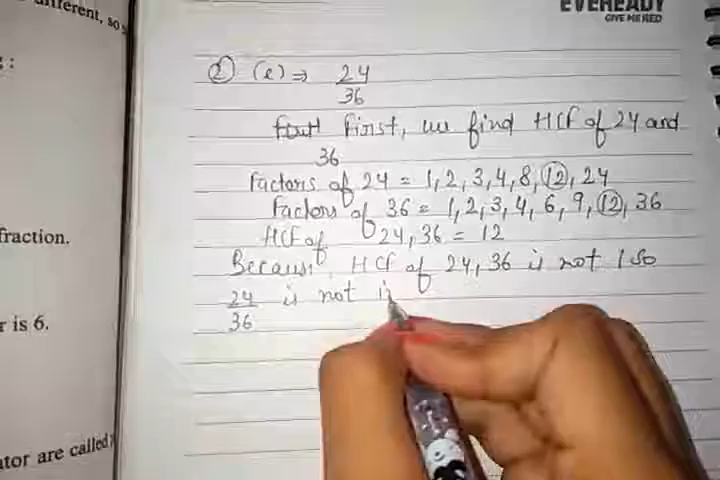 ifferent, so
:
fraction.
r is 6.
ator are called
EVEREADY
GIVE ME RED
② (e) ⇒ 24/36
First, we find HCF of 24 and
36
Factors of 24 = 1, 2, 3, 4, 8, 12, 24
Factors of 36 = 1, 2, 3, 4, 6, 9, 12, 36
HCF of 24, 36 = 12
Because, HCF of 24, 36 is not 1 so
24/36 is not i